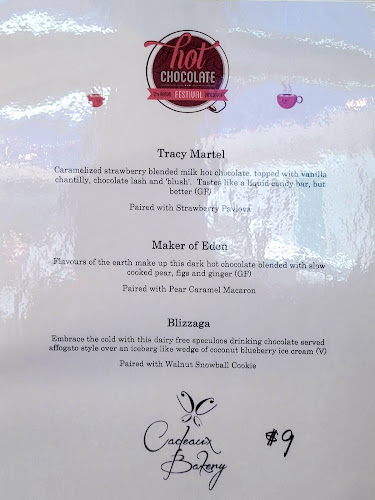 hot
CHOCOLATE
FESTIVAL
Tracy Martel
Caramelized strawberry blended milk hot chocolate, topped with vanilla
chantilly, chocolate lash and 'blush'. Tastes like a liquid candy bar, but
better (GF)
Paired with Strawberry Pavlova
Maker of Eden
Flavours of the earth make up this dark hot chocolate blended with slow
cooked pear, figs and ginger (GF)
Paired with Pear Caramel Macaron
Blizzaga
Embrace the cold with this dairy free speculoos drinking chocolate served
affogato style over an iceberg like wedge of coconut blueberry ice cream (V)
Paired with Walnut Snowball Cookie
Cadeaux
Bakery
$9